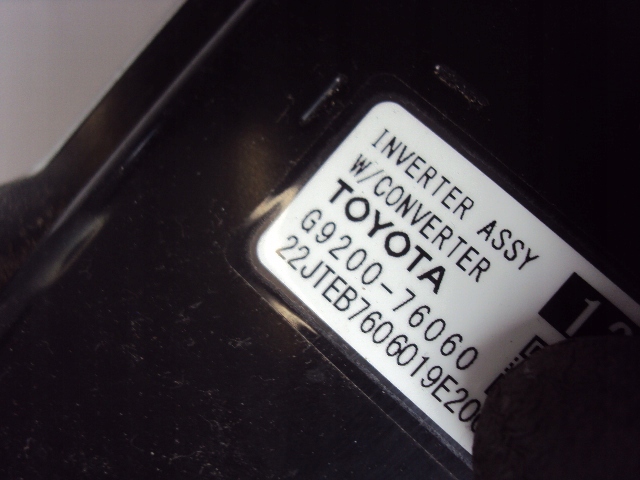 INVERTER ASSY
W/CONVERTER
TOYOTA
G9200-76060
22JTEB7606019E20